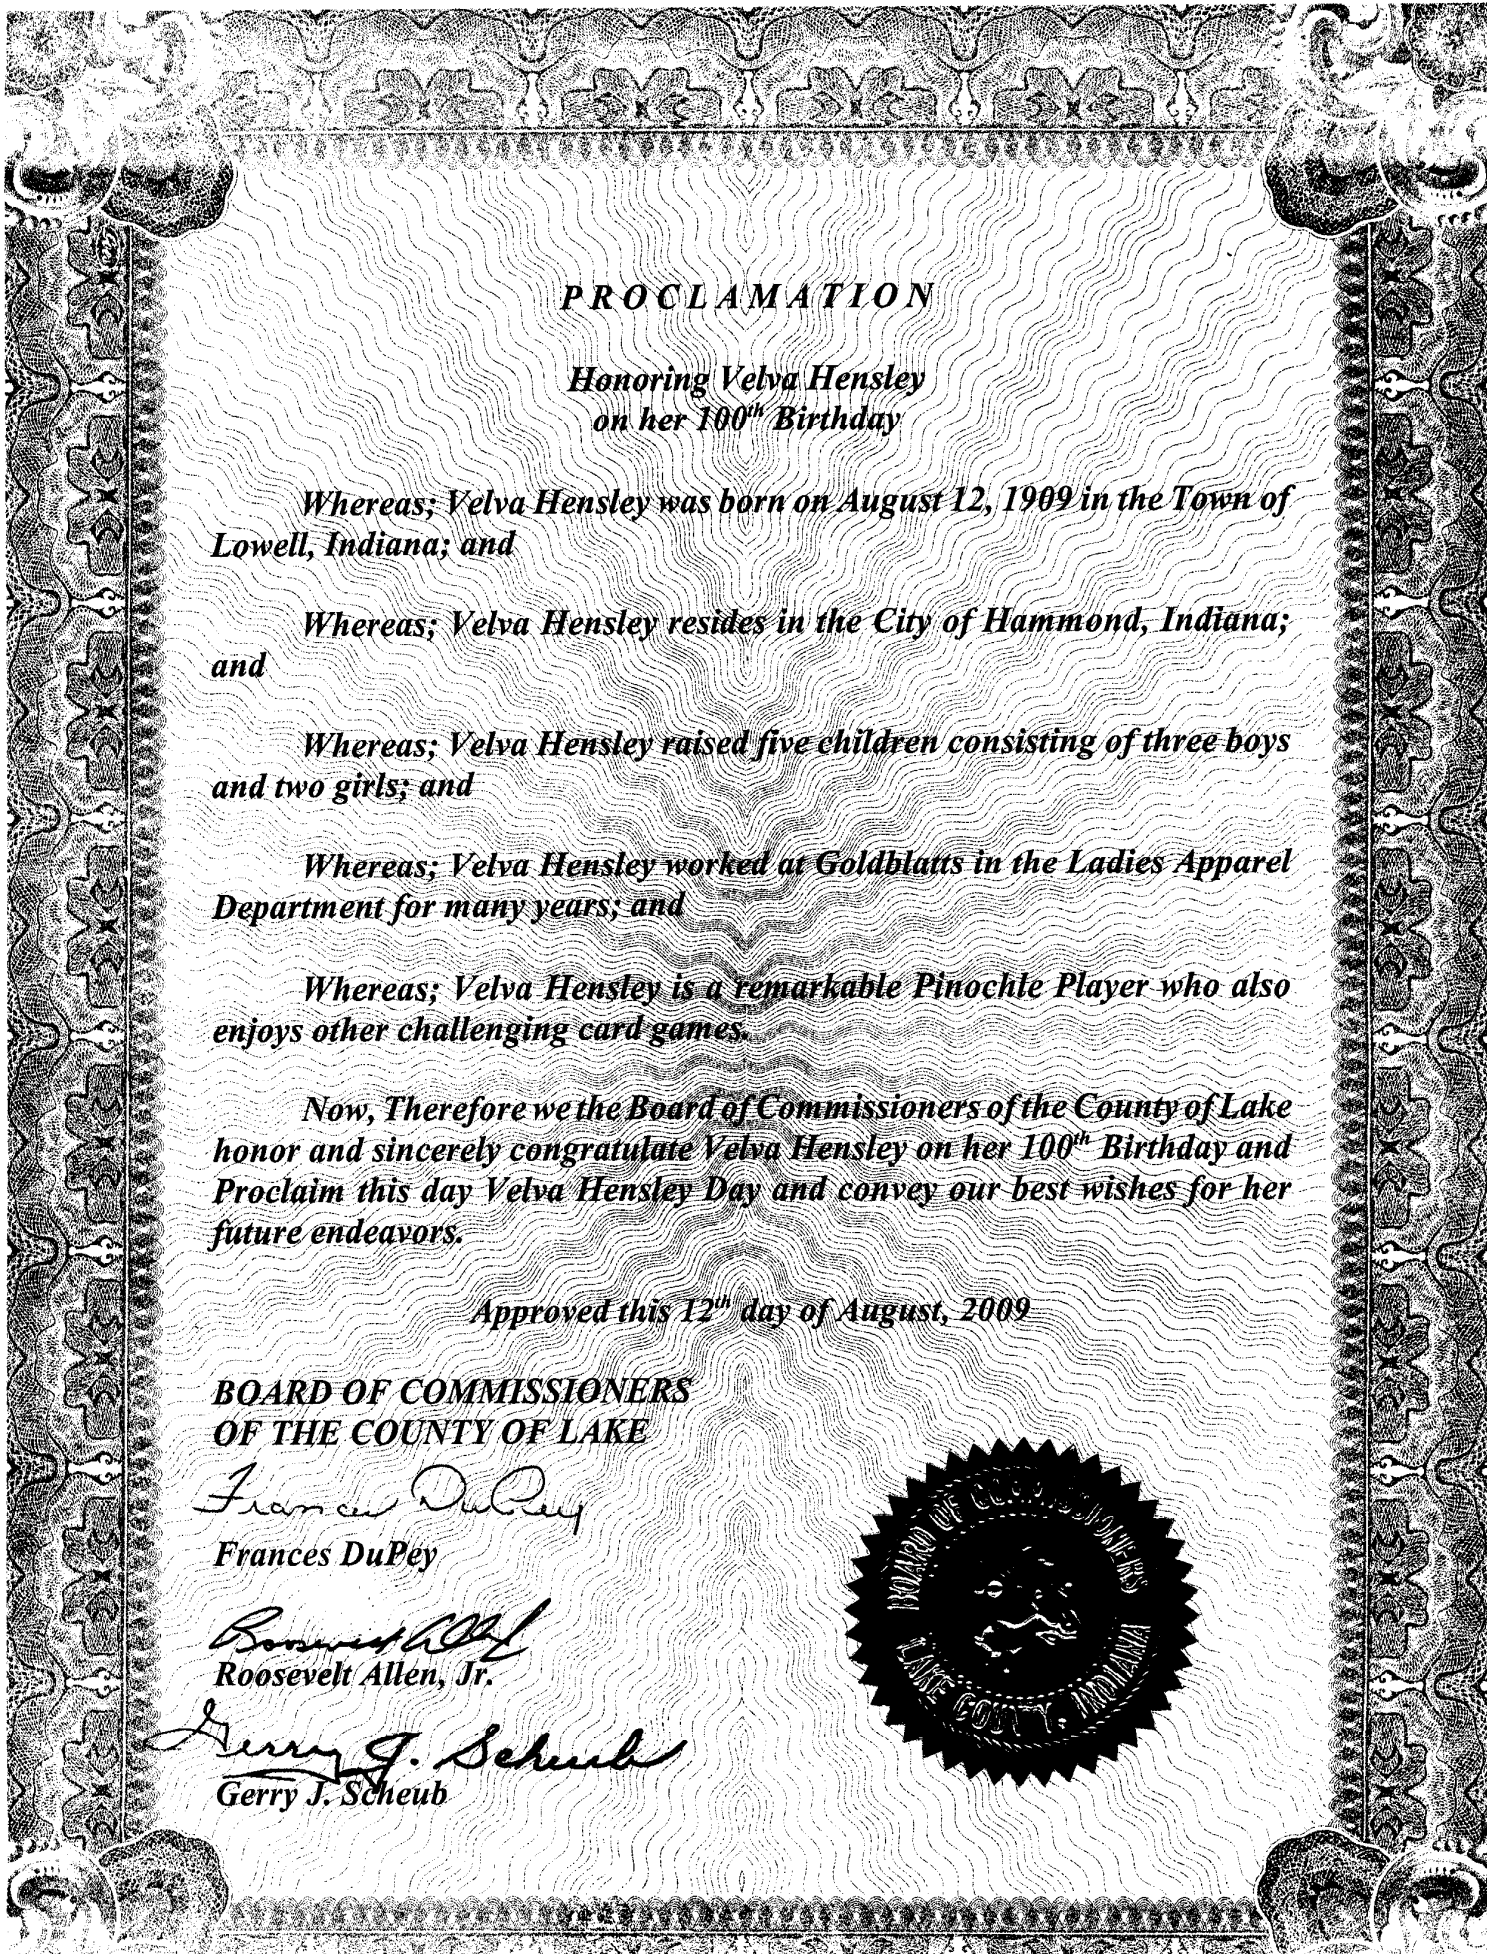 PROCLAMATION
Honoring Velva Hensley
on her 100th Birthday
Whereas; Velva Hensley was born on August 12, 1909 in the Town of
Lowell, Indiana; and
Whereas; Velva Hensley resides in the City of Hammond, Indiana;
and
Whereas; Velva Hensley raised five children consisting of three boys
and two girls; and
Whereas; Velva Hensley worked at Goldblatts in the Ladies Apparel
Department for many years; and
Whereas; Velva Hensley is a remarkable Pinochle Player who also
enjoys other challenging card games.
Now, Therefore we the Board of Commissioners of the County of Lake
honor and sincerely congratulate Velva Hensley on her 100th Birthday and
Proclaim this day Velva Hensley Day and convey our best wishes for her
future endeavors.
Approved this 12th day of August, 2009
BOARD OF COMMISSIONERS
OF THE COUNTY OF LAKE
Frances DuPey
Frances DuPey
Roosevelt Allen, Jr.
Roosevelt Allen, Jr.
Gerry J. Scheub
Gerry J. Scheub
BOARD OF COMMISSIONERS
LAKE COUNTY, INDIANA